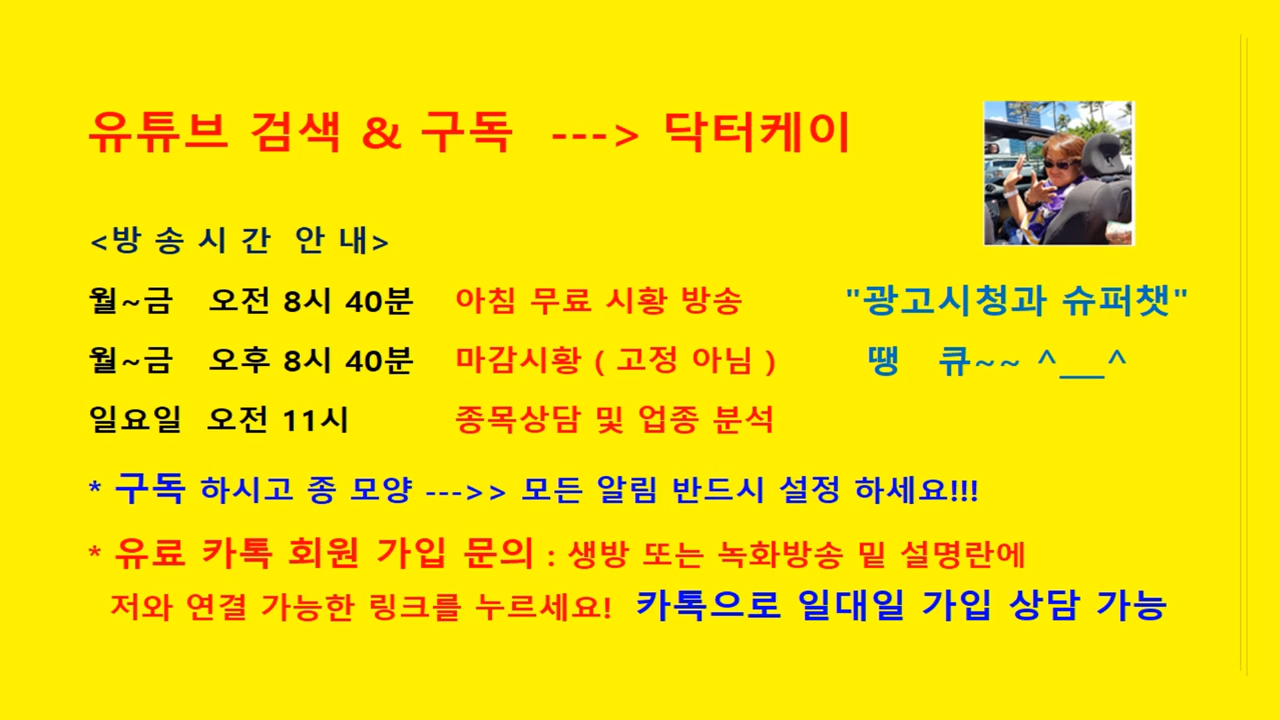 유튜브 검색 & 구독 ---> 닥터케이
<방 송 시 간 안 내>
월~금 오전 8시 40분 아침 무료 시황 방송 "광고시청과 슈퍼챗"
월~금 오후 8시 40분 마감시황 ( 고정 아님 ) 땡 큐~~ ^__^
일요일 오전 11시 종목상담 및 업종 분석
* 구독 하시고 종 모양 --->> 모든 알림 반드시 설정 하세요!!!
* 유료 카톡 회원 가입 문의 : 생방 또는 녹화방송 밑 설명란에
저와 연결 가능한 링크를 누르세요! 카톡으로 일대일 가입 상담 가능